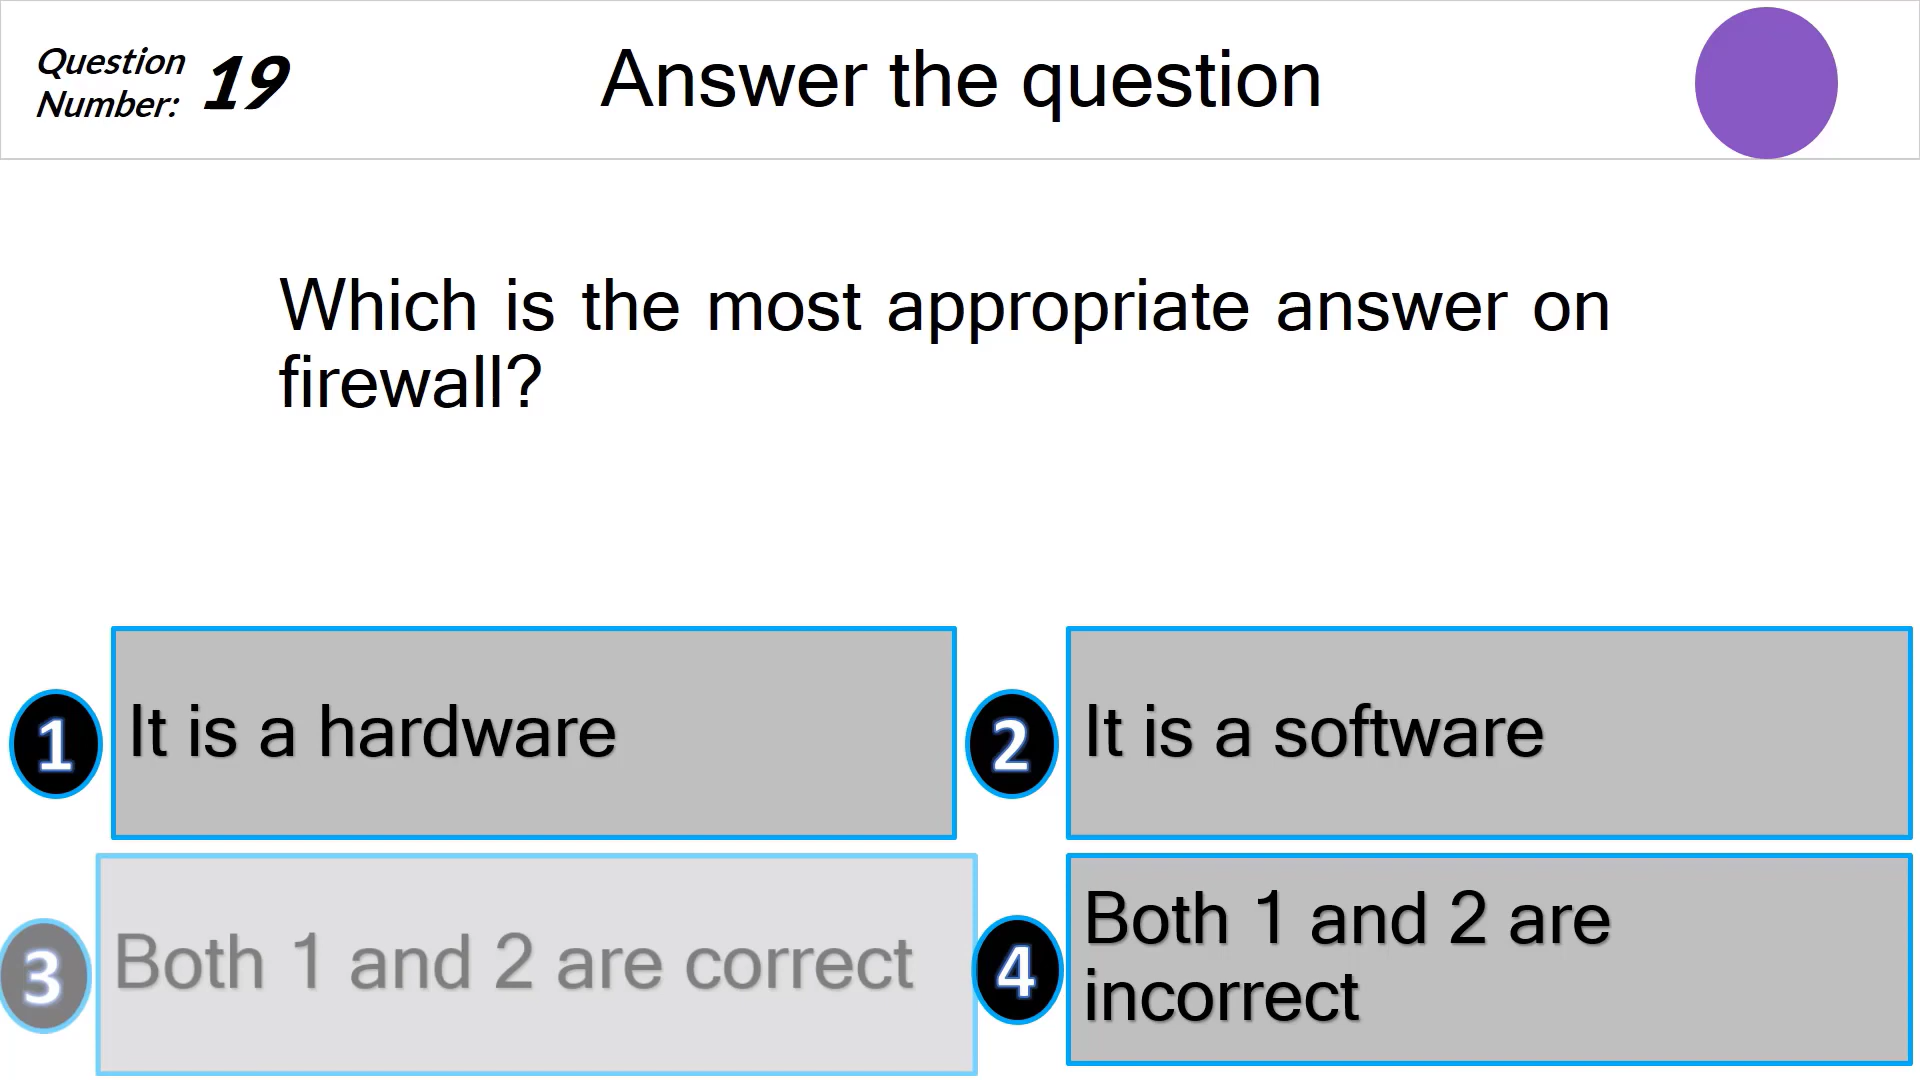 Question
Number: 19
Answer the question
Which is the most appropriate answer on
firewall?
1 It is a hardware
2 It is a software
3 Both 1 and 2 are correct
4 Both 1 and 2 are
incorrect